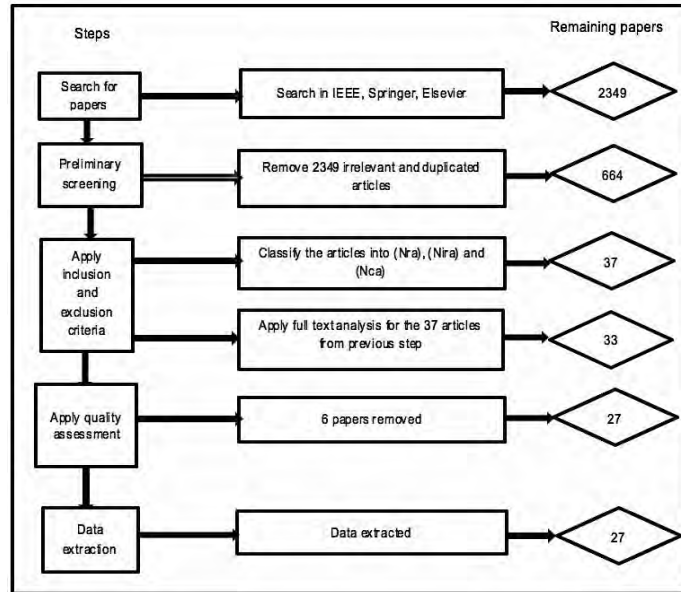 Steps
Remaining papers
Search for
papers
Search in IEEE, Springer, Elsevier
2349
Preliminary
screening
Remove 2349 irrelevant and duplicated
articles
664
Apply
inclusion
and
exclusion
criteria
Classify the articles into (Nra), (Nira) and
(Nca)
37
Apply full text analysis for the 37 articles
from previous step
33
Apply quality
assessment
6 papers removed
27
Data
extraction
Data extracted
27